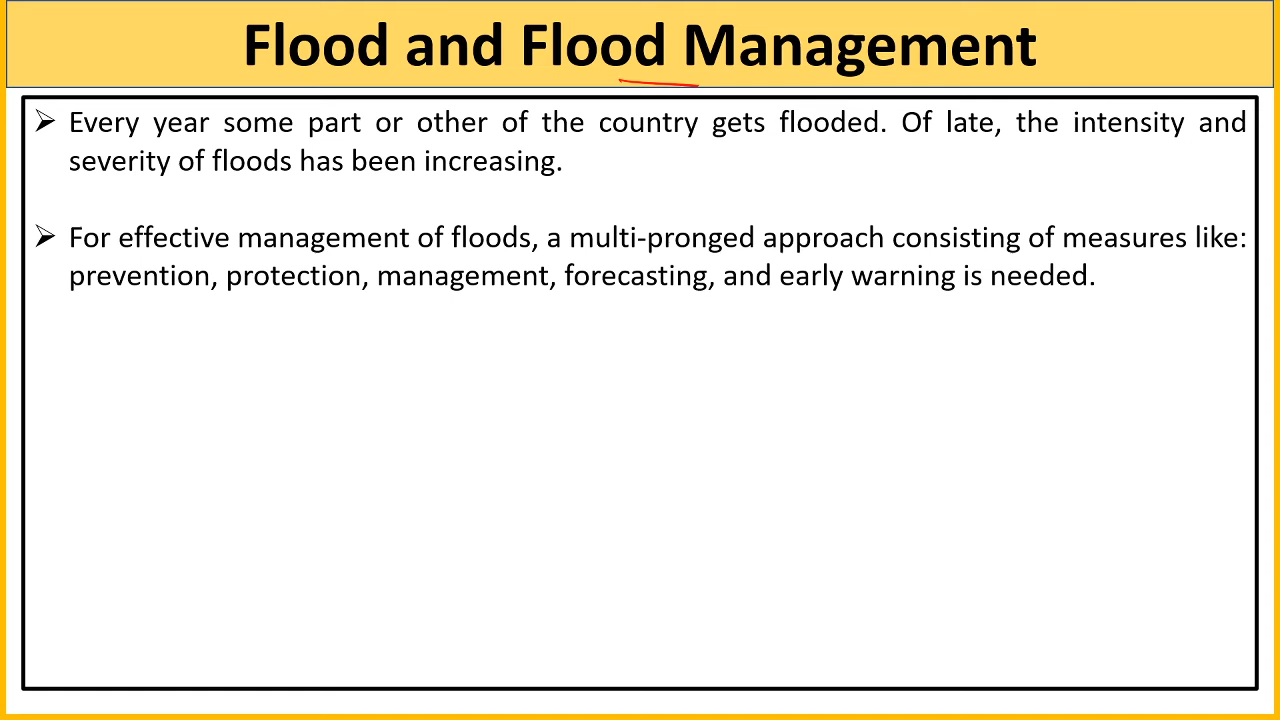 Flood and Flood Management
➢ Every year some part or other of the country gets flooded. Of late, the intensity and
severity of floods has been increasing.
➢ For effective management of floods, a multi-pronged approach consisting of measures like:
prevention, protection, management, forecasting, and early warning is needed.